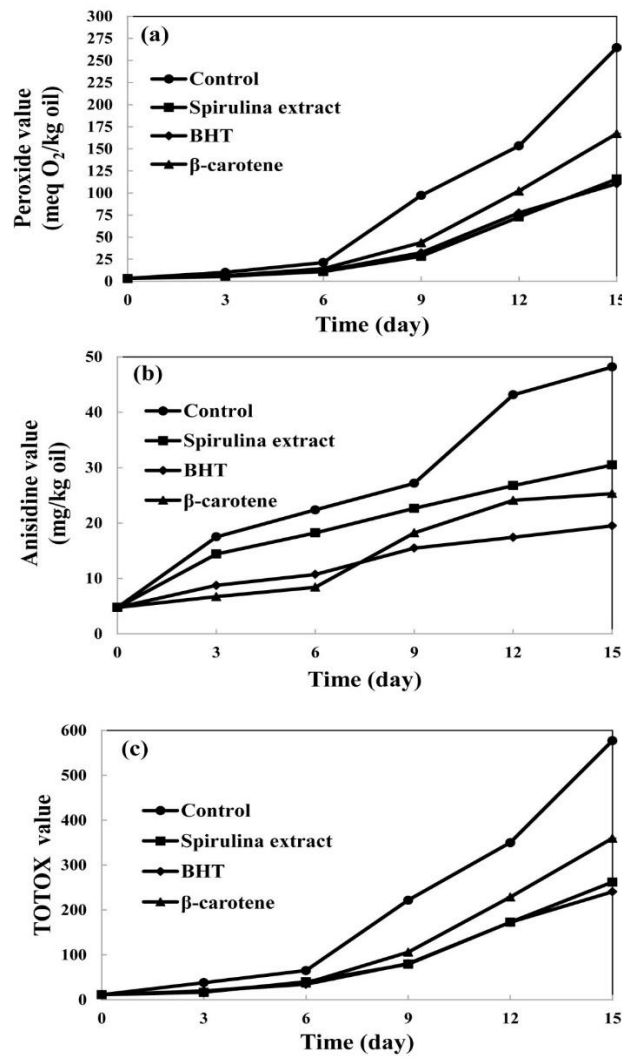 300
(a)
275
250
Control
225
Spirulina extract
200
BHT
175
β-carotene
150
125
100
75
50
25
0
0 3 6 9 12 15
Peroxide value
(meq O₂/kg oil)
Time (day)
50
(b)
40
Control
Spirulina extract
30
BHT
β-carotene
20
10
0
0 3 6 9 12 15
Anisidine value
(mg/kg oil)
Time (day)
600
(c)
500
Control
400
Spirulina extract
BHT
300
β-carotene
200
100
0
0 3 6 9 12 15
TOTOX value
Time (day)